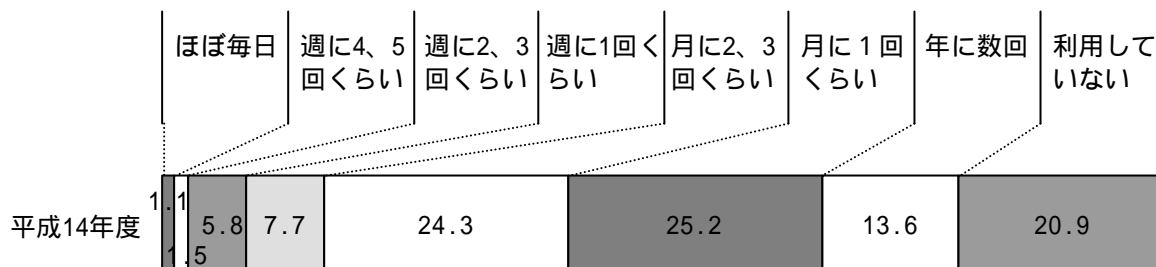 ほぼ毎日
週に4、5
回くらい
週に2、3
回くらい
週に1回く
らい
月に2、3
回くらい
月に１回
くらい
年に数回
利用して
いない
平成14年度
1.1
1.5
5.8
7.7
24.3
25.2
13.6
20.9